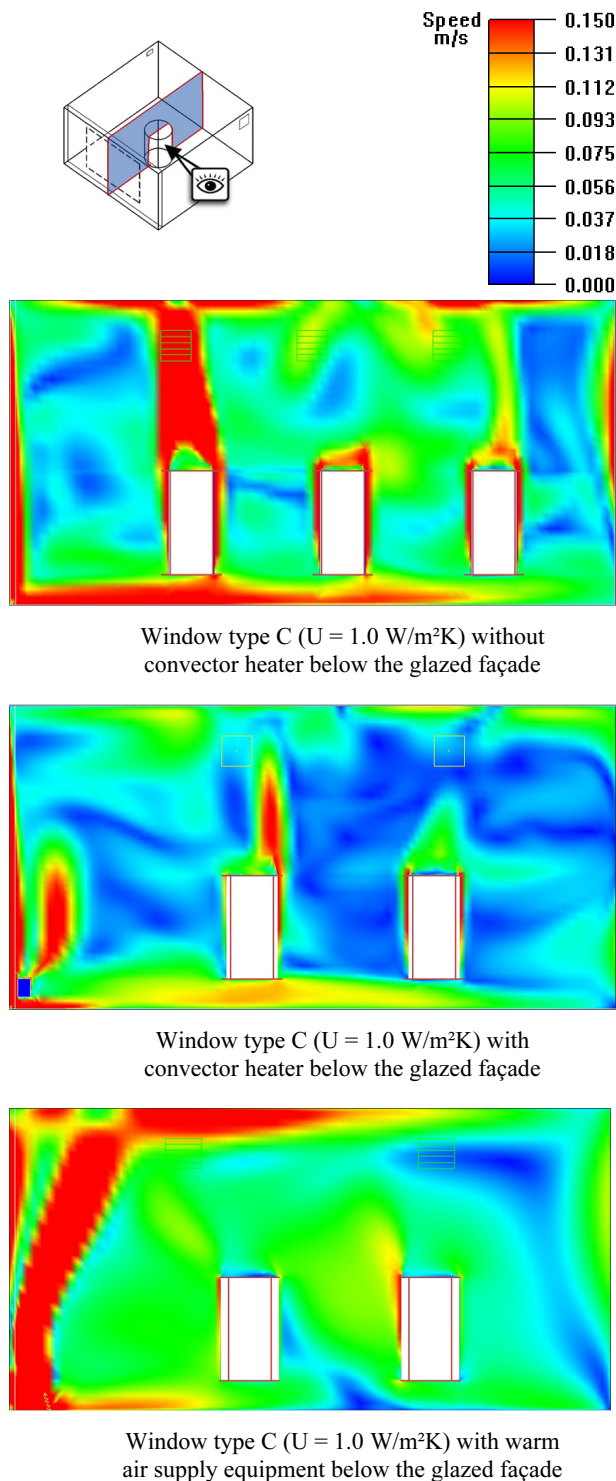 Speed
m/s
0.150
0.131
0.112
0.093
0.075
0.056
0.037
0.018
0.000
Window type C (U = 1.0 W/m²K) without
convector heater below the glazed façade
Window type C (U = 1.0 W/m²K) with
convector heater below the glazed façade
Window type C (U = 1.0 W/m²K) with warm
air supply equipment below the glazed façade